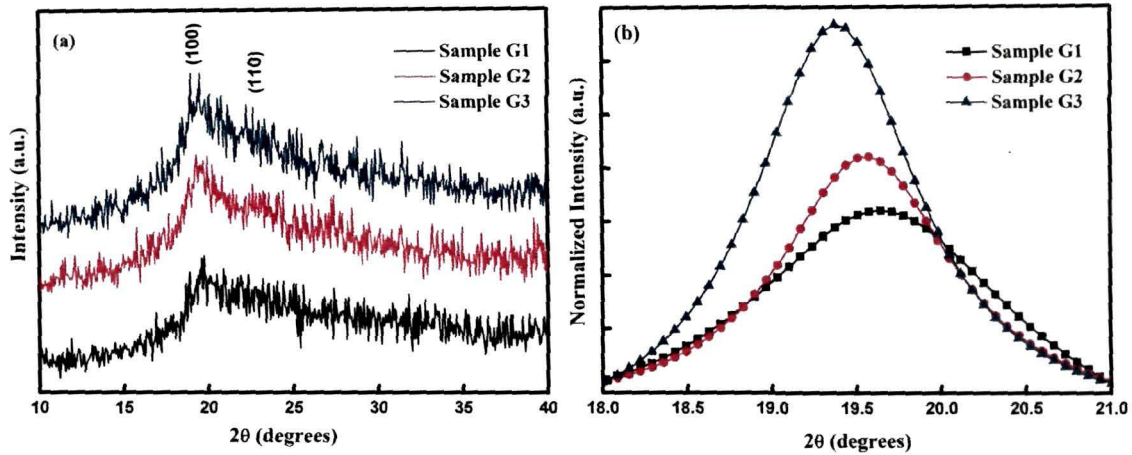 (a)
(100)
(110)
Sample G1
Sample G2
Sample G3
Intensity (a.u.)
10 15 20 25 30 35 40
2θ (degrees)
(b)
Sample G1
Sample G2
Sample G3
Normalized Intensity (a.u.)
18.0 18.5 19.0 19.5 20.0 20.5 21.0
2θ (degrees)